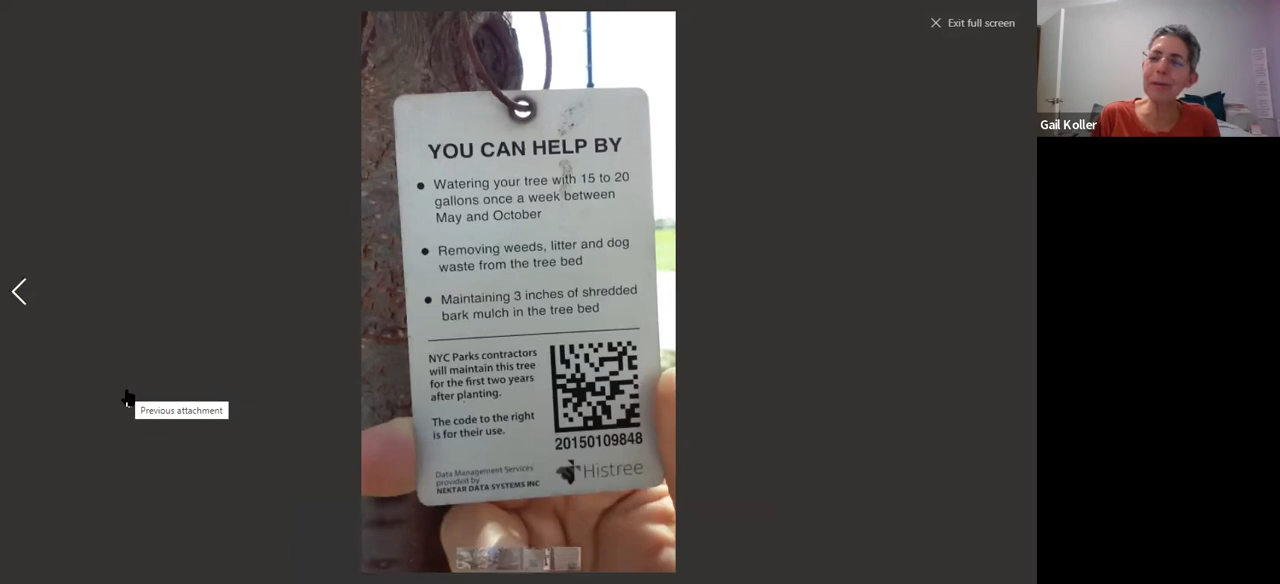 Exit full screen
Gail Koller
YOU CAN HELP BY
● Watering your tree with 15 to 20
gallons once a week between
May and October
● Removing weeds, litter and dog
waste from the tree bed
● Maintaining 3 inches of shredded
bark mulch in the tree bed
NYC Parks contractors
will maintain this tree
for the first two years
after planting.
The code to the right
is for their use.
20150109848
Data Management Services
provided by
NEKTAR DATA SYSTEMS INC
Histree
Previous attachment